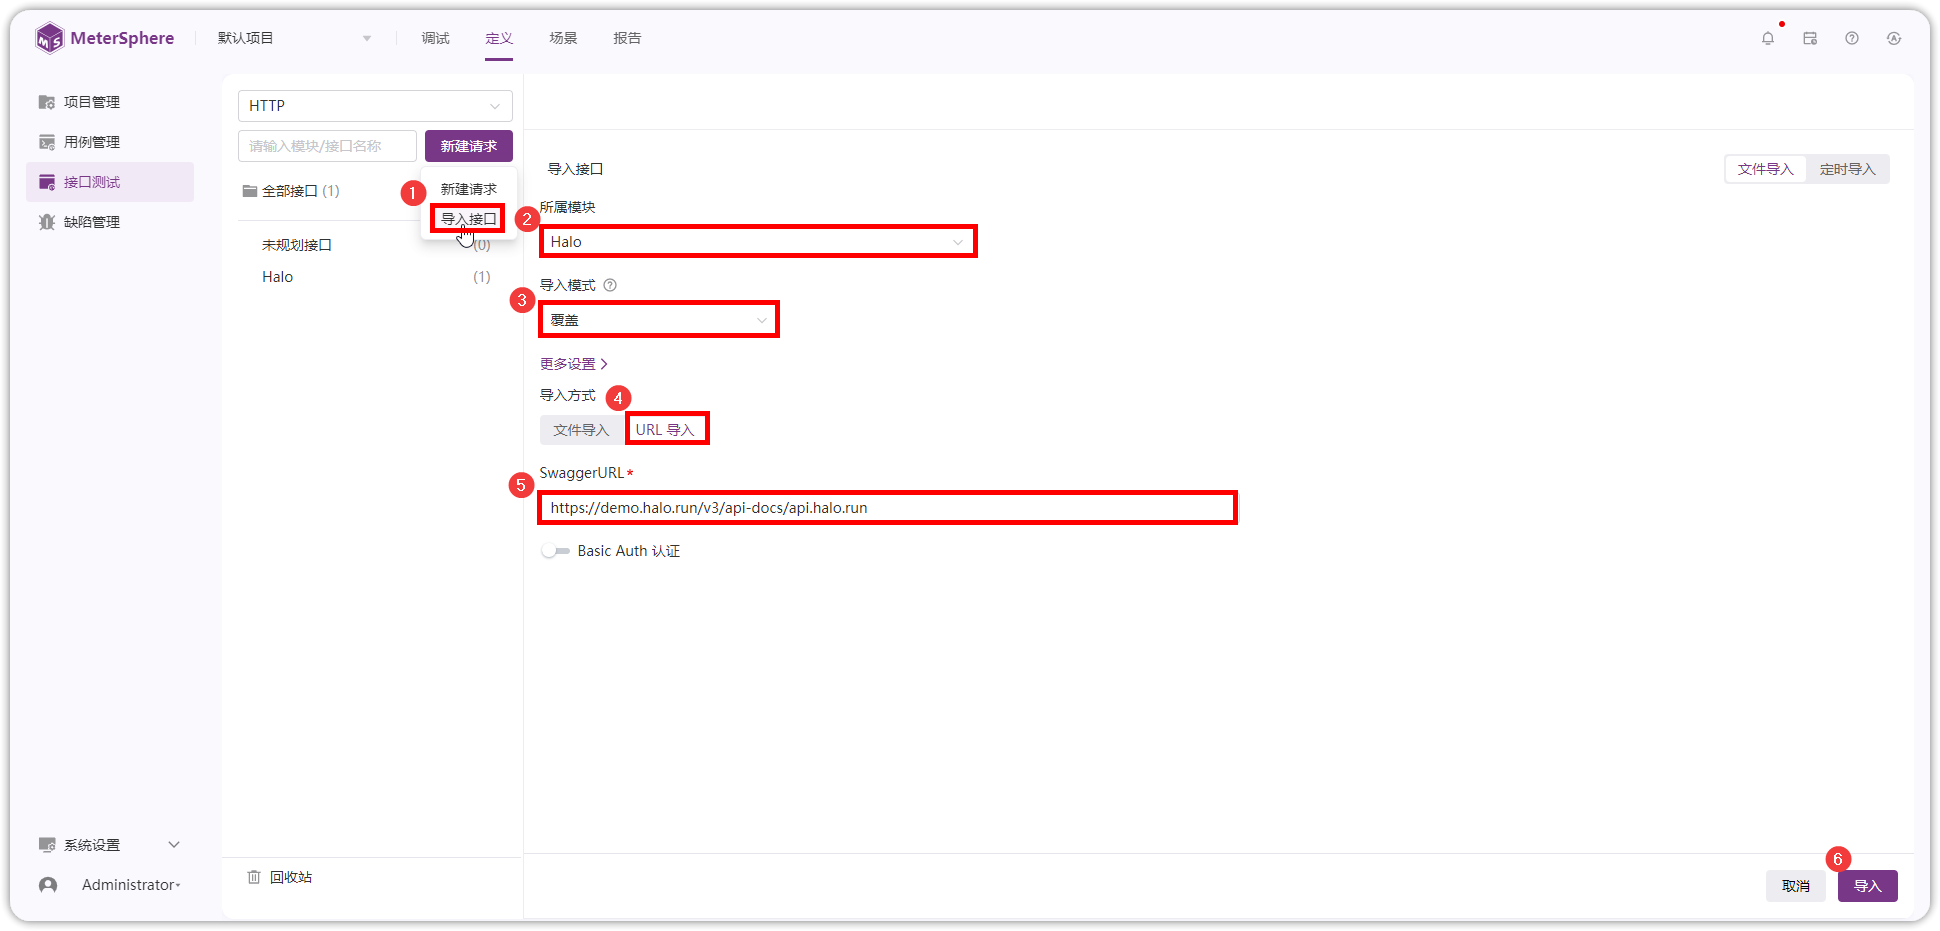 MeterSphere
默认项目
调试 定义 场景 报告
项目管理
用例管理
接口测试
缺陷管理
系统设置
Administrator
HTTP
请输入模块/接口名称 新建请求
全部接口 (1)
1
新建请求
导入接口
未规划接口 (0)
Halo (1)
回收站
导入接口
文件导入 定时导入
所属模块
2
Halo
导入模式
3
覆盖
更多设置
导入方式
4
文件导入 URL 导入
SwaggerURL*
5
https://demo.halo.run/v3/api-docs/api.halo.run
Basic Auth 认证
6
取消 导入